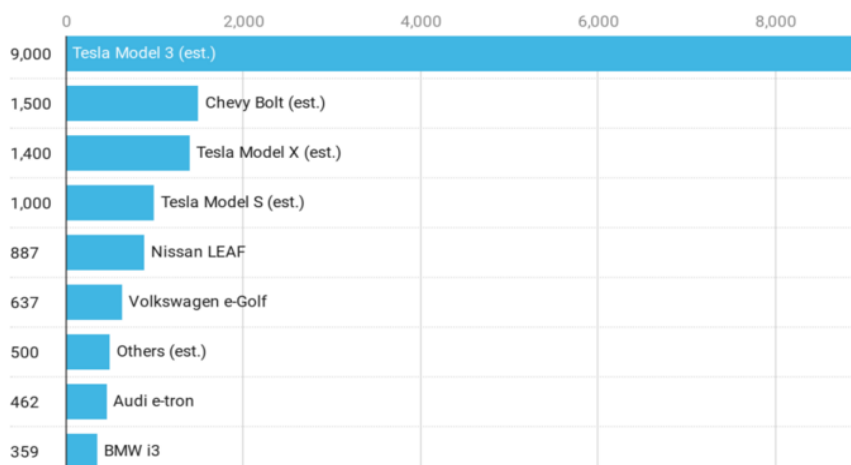 0 2,000 4,000 6,000 8,000
9,000 Tesla Model 3 (est.)
1,500 Chevy Bolt (est.)
1,400 Tesla Model X (est.)
1,000 Tesla Model S (est.)
887 Nissan LEAF
637 Volkswagen e-Golf
500 Others (est.)
462 Audi e-tron
359 BMW i3